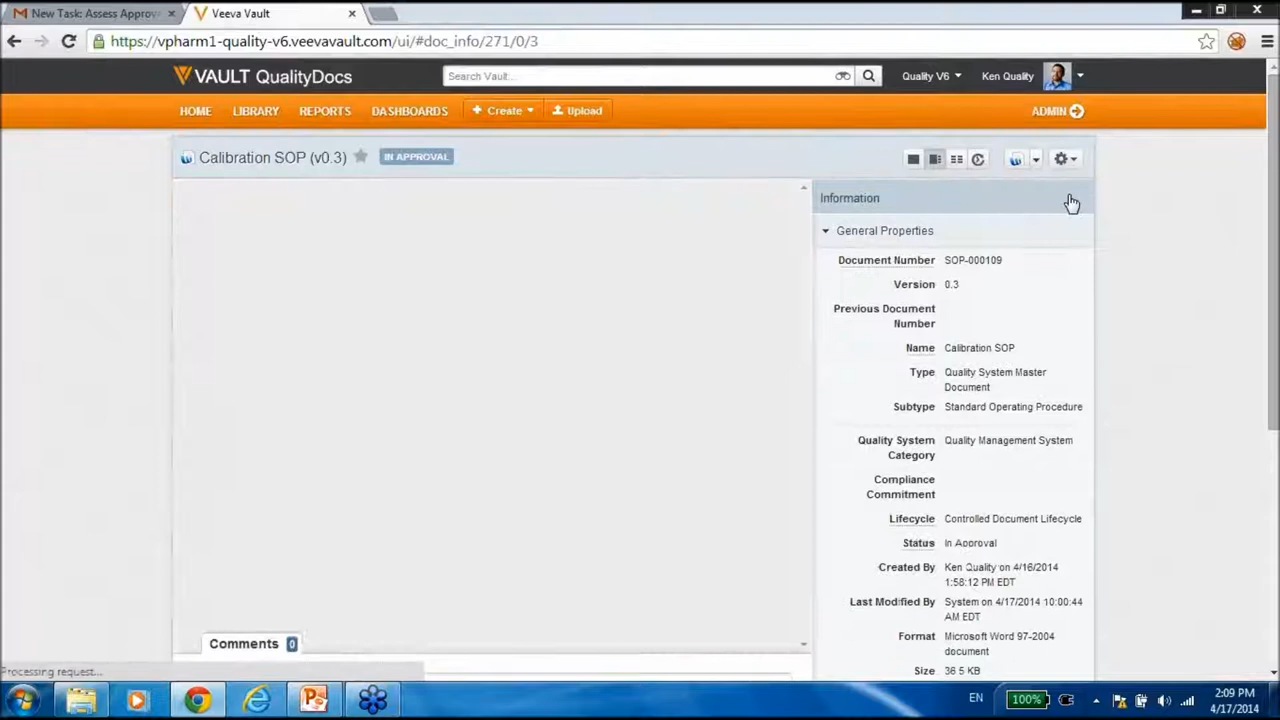 New Task: Assess Approv
Veeva Vault
https://vpharm1-quality-v6.veevavault.com/ui/#doc_info/271/0/3
VAULT QualityDocs
Search Vault...
Quality V6
Ken Quality
HOME
LIBRARY
REPORTS
DASHBOARDS
+ Create
Upload
ADMIN
Calibration SOP (v0.3)
IN APPROVAL
Information
General Properties
Document Number SOP-000109
Version 0.3
Previous Document
Number
Name Calibration SOP
Type Quality System Master
Document
Subtype Standard Operating Procedure
Quality System Quality Management System
Category
Compliance
Commitment
Lifecycle Controlled Document Lifecycle
Status In Approval
Created By Ken Quality on 4/16/2014
1:58:12 PM EDT
Last Modified By System on 4/17/2014 10:00:44
AM EDT
Format Microsoft Word 97-2004
document
Size 36.5 KB
Comments 0
Processing request...
EN
100%
2:09 PM
4/17/2014